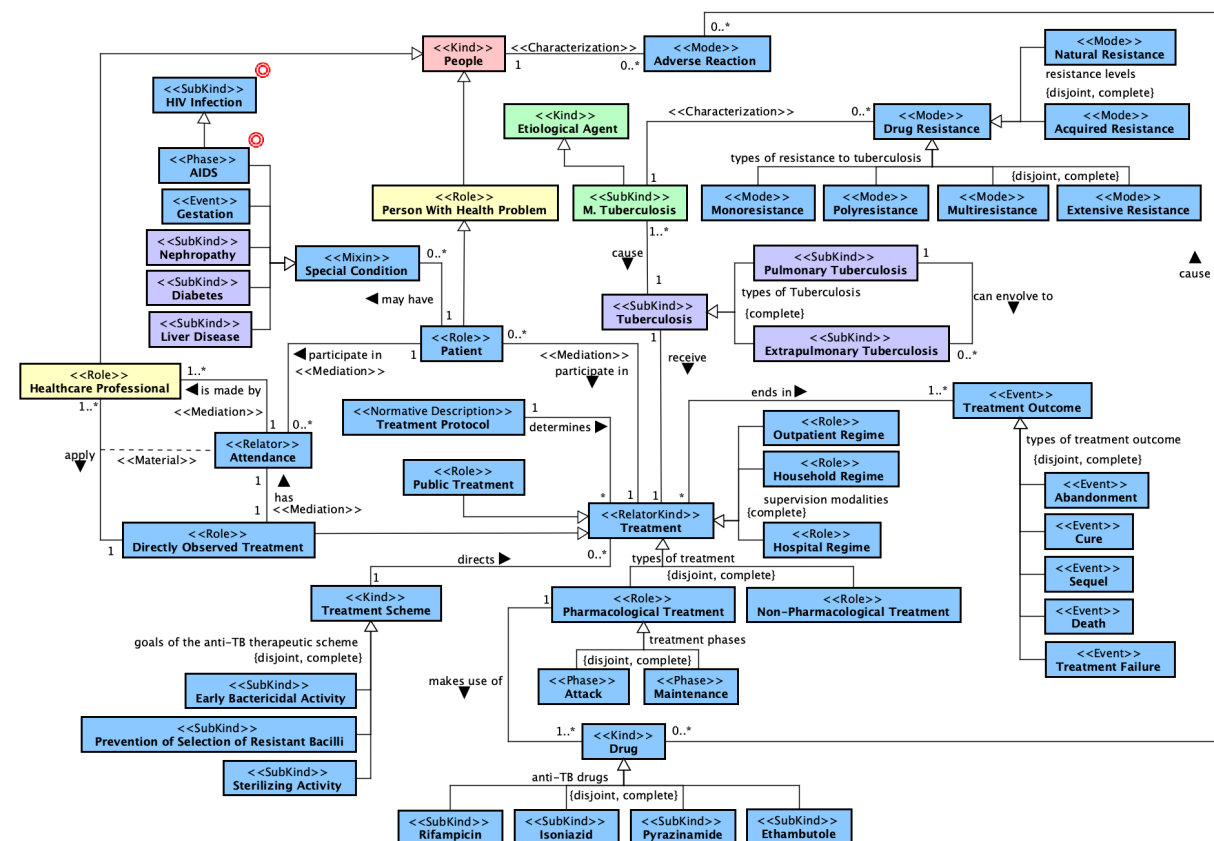 0..*
<<Kind>>
People
<<Characterization>>
1
0..*
<<Mode>>
Adverse Reaction
<<Mode>>
Natural Resistance
resistance levels
{disjoint, complete}
<<Mode>>
Acquired Resistance
<<SubKind>>
HIV Infection
<<Kind>>
Etiological Agent
<<Characterization>>
0..*
<<Mode>>
Drug Resistance
<<Phase>>
AIDS
types of resistance to tuberculosis
{disjoint, complete}
1
<<Event>>
Gestation
<<Role>>
Person With Health Problem
<<SubKind>>
M. Tuberculosis
<<Mode>>
Monoresistance
<<Mode>>
Polyresistance
<<Mode>>
Multiresistance
<<Mode>>
Extensive Resistance
1..*
<<SubKind>>
Nephropathy
<<Mixin>>
Special Condition
0..*
cause
<<SubKind>>
Pulmonary Tuberculosis
1
cause
<<SubKind>>
Diabetes
may have
1
1
<<SubKind>>
Tuberculosis
types of Tuberculosis
{complete}
can envolve to
<<SubKind>>
Liver Disease
<<Role>>
Patient
0..*
1
<<SubKind>>
Extrapulmonary Tuberculosis
0..*
participate in
<<Mediation>>
1
<<Mediation>>
participate in
receive
<<Role>>
Healthcare Professional
1..*
is made by
<<Mediation>>
1..*
ends in
1..*
<<Event>>
Treatment Outcome
<<Normative Description>>
Treatment Protocol
1
determines
<<Role>>
Outpatient Regime
1
0..*
<<Relator>>
Attendance
apply
<<Material>>
types of treatment outcome
{disjoint, complete}
<<Role>>
Household Regime
<<Role>>
Public Treatment
1
has
<<Mediation>>
1
*
1
1
*
supervision modalities
{complete}
<<Event>>
Abandonment
<<RelatorKind>>
Treatment
<<Role>>
Directly Observed Treatment
1
<<Role>>
Hospital Regime
<<Event>>
Cure
directs
0..*
types of treatment
{disjoint, complete}
<<Event>>
Sequel
1
<<Kind>>
Treatment Scheme
1
<<Role>>
Pharmacological Treatment
<<Role>>
Non-Pharmacological Treatment
<<Event>>
Death
goals of the anti-TB therapeutic scheme
{disjoint, complete}
treatment phases
{disjoint, complete}
<<Event>>
Treatment Failure
<<SubKind>>
Early Bactericidal Activity
makes use of
<<Phase>>
Attack
<<Phase>>
Maintenance
<<SubKind>>
Prevention of Selection of Resistant Bacilli
1..*
<<Kind>>
Drug
0..*
<<SubKind>>
Sterilizing Activity
anti-TB drugs
{disjoint, complete}
<<SubKind>>
Rifampicin
<<SubKind>>
Isoniazid
<<SubKind>>
Pyrazinamide
<<SubKind>>
Ethambutole